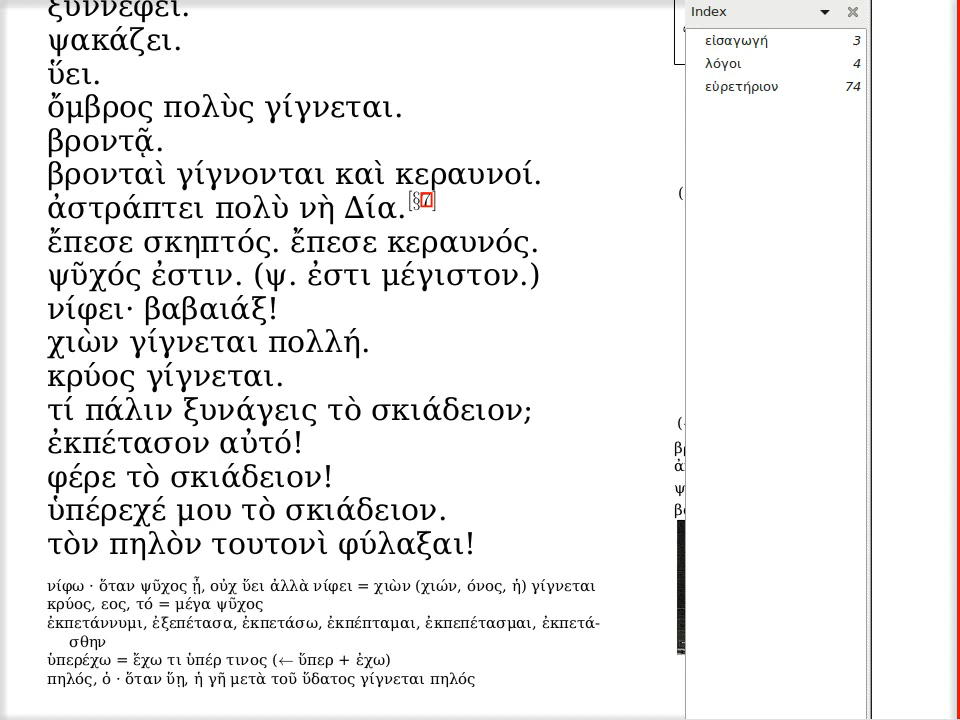 ξυννέφει.
ψακάζει.
ὕει.
ὄμβρος πολὺς γίγνεται.
βροντᾷ.
βρονταὶ γίγνονται καὶ κεραυνοί.
ἀστράπτει πολὺ νὴ Δία.[§7]
ἔπεσε σκηπτός. ἔπεσε κεραυνός.
ψῦχός ἐστιν. (ψ. ἐστι μέγιστον.)
νίφει· βαβαιάξ!
χιὼν γίγνεται πολλή.
κρύος γίγνεται.
τί πάλιν ξυνάγεις τὸ σκιάδειον;
ἐκπέτασον αὐτό!
φέρε τὸ σκιάδειον!
ὑπέρεχέ μου τὸ σκιάδειον.
τὸν πηλὸν τουτονὶ φύλαξαι!
νίφω · ὅταν ψῦχος ᾖ, οὐχ ὕει ἀλλὰ νίφει = χιὼν (χιών, όνος, ἡ) γίγνεται
κρύος, εος, τό = μέγα ψῦχος
ἐκπετάννυμι, ἐξεπέτασα, ἐκπετάσω, ἐκπέπταμαι, ἐκπεπέτασμαι, ἐκπετά-
σθην
ὑπερέχω = ἔχω τι ὑπέρ τινος (← ὕπερ + ἐχω)
πηλός, ὁ · ὅταν ὕῃ, ἡ γῆ μετὰ τοῦ ὕδατος γίγνεται πηλός
Index
εἰσαγωγή 3
λόγοι 4
εὑρετήριον 74